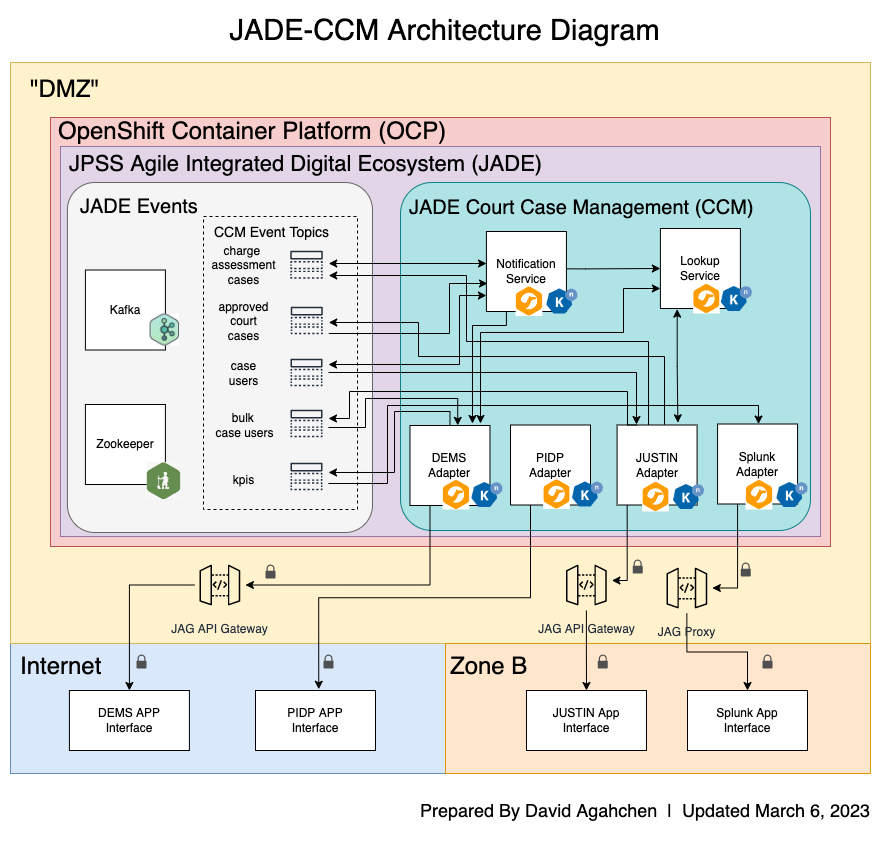 JADE-CCM Architecture Diagram
"DMZ"
OpenShift Container Platform (OCP)
JPSS Agile Integrated Digital Ecosystem (JADE)
JADE Events
CCM Event Topics
charge
assessment
cases
approved
court
cases
case
users
bulk
case users
kpis
Kafka
Zookeeper
JADE Court Case Management (CCM)
Notification
Service
K
n
Lookup
Service
K
n
DEMS
Adapter
K
n
PIDP
Adapter
K
n
JUSTIN
Adapter
K
n
Splunk
Adapter
K
n
</>
JAG API Gateway
</>
JAG API Gateway
</>
JAG Proxy
Internet
DEMS APP
Interface
PIDP APP
Interface
Zone B
JUSTIN App
Interface
Splunk App
Interface
Prepared By David Agahchen | Updated March 6, 2023